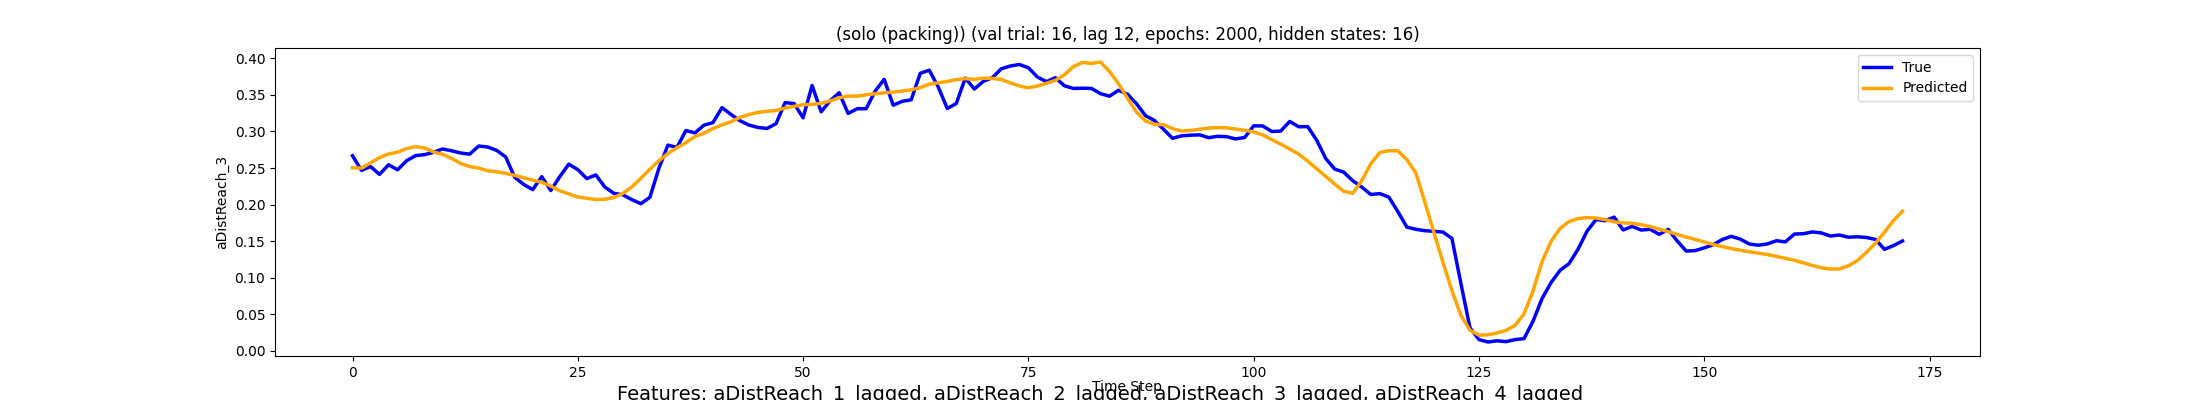 (solo (packing)) (val trial: 16, lag 12, epochs: 2000, hidden states: 16)
0.40
0.35
0.30
0.25
0.20
0.15
0.10
0.05
0.00
aDistReach_3
True
Predicted
0 25 50 75 100 125 150 175
Time Step
Features: aDistReach_1_lagged, aDistReach_2_lagged, aDistReach_3_lagged, aDistReach_4_lagged